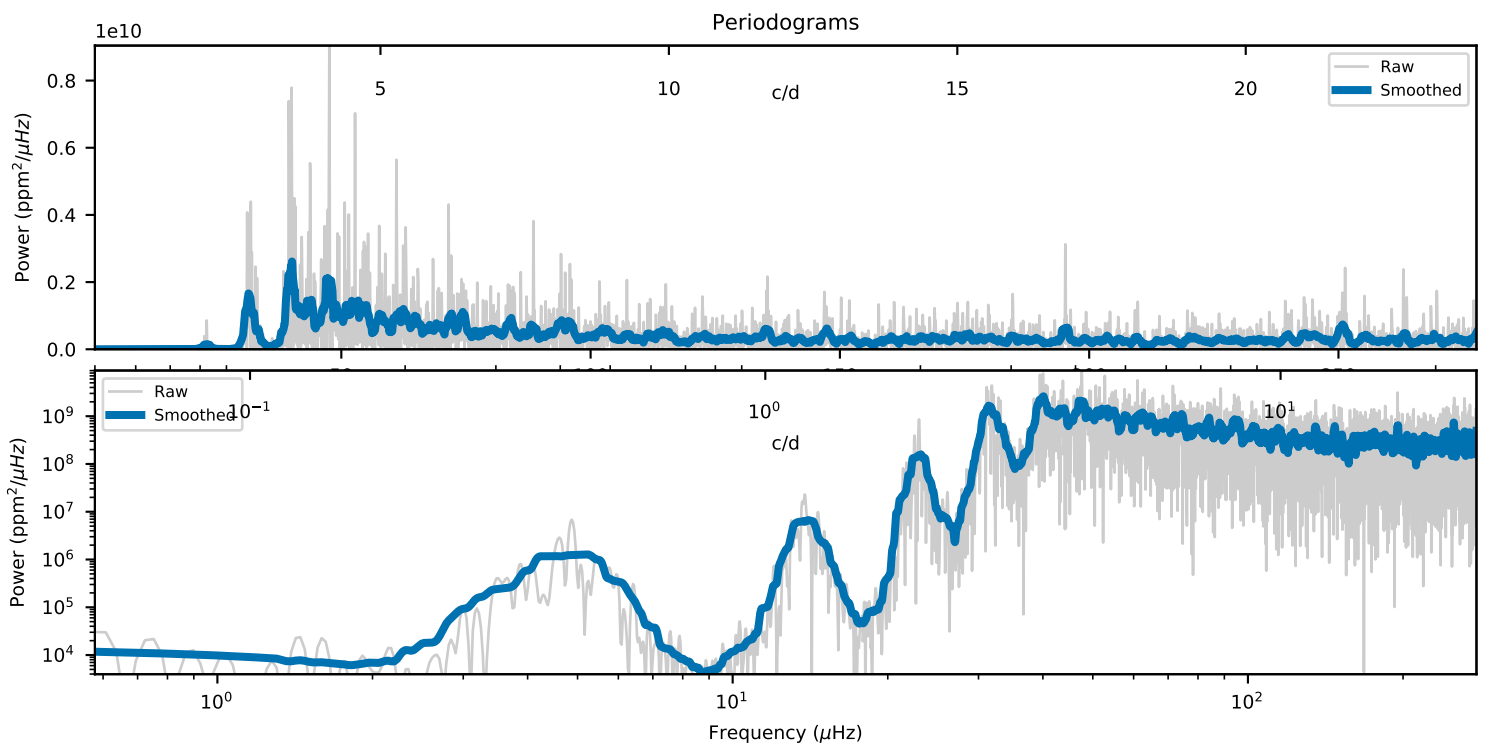 Periodograms
1e10
Power (ppm²/μHz)
0.8
0.6
0.4
0.2
0.0
5 10 15 20
c/d
Raw
Smoothed
Power (ppm²/μHz)
10⁹
10⁸
10⁷
10⁶
10⁵
10⁴
Raw
Smoothed
10⁻¹ 10⁰ 10¹
c/d
10⁰ 10¹ 10²
Frequency (μHz)